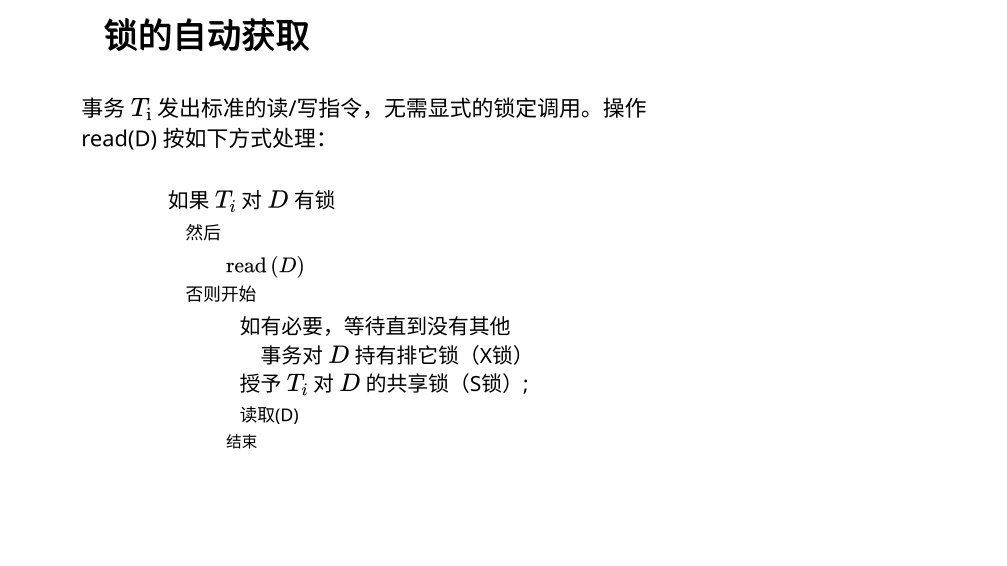 锁的自动获取
事务 Ti 发出标准的读/写指令，无需显式的锁定调用。操作
read(D) 按如下方式处理：
如果 Ti 对 D 有锁
然后
read (D)
否则开始
如有必要，等待直到没有其他
事务对 D 持有排它锁（X锁）
授予 Ti 对 D 的共享锁（S锁）;
读取(D)
结束